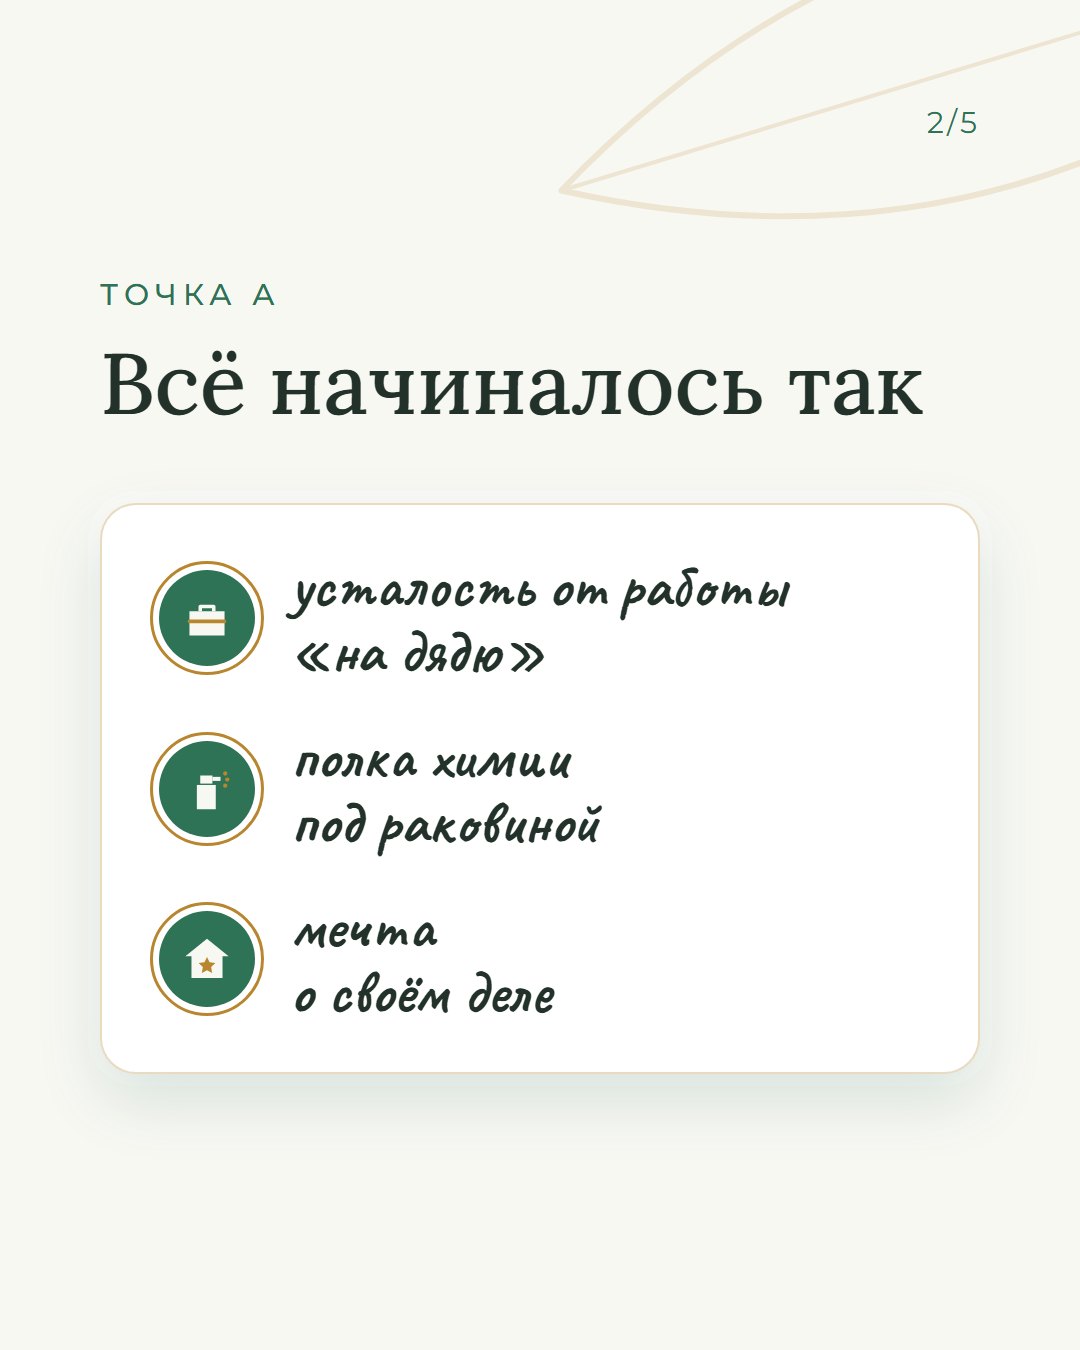 2/5
ТОЧКА А
Всё начиналось так
усталость от работы
«на дядю»
полка химии
под раковиной
мечта
о своём деле